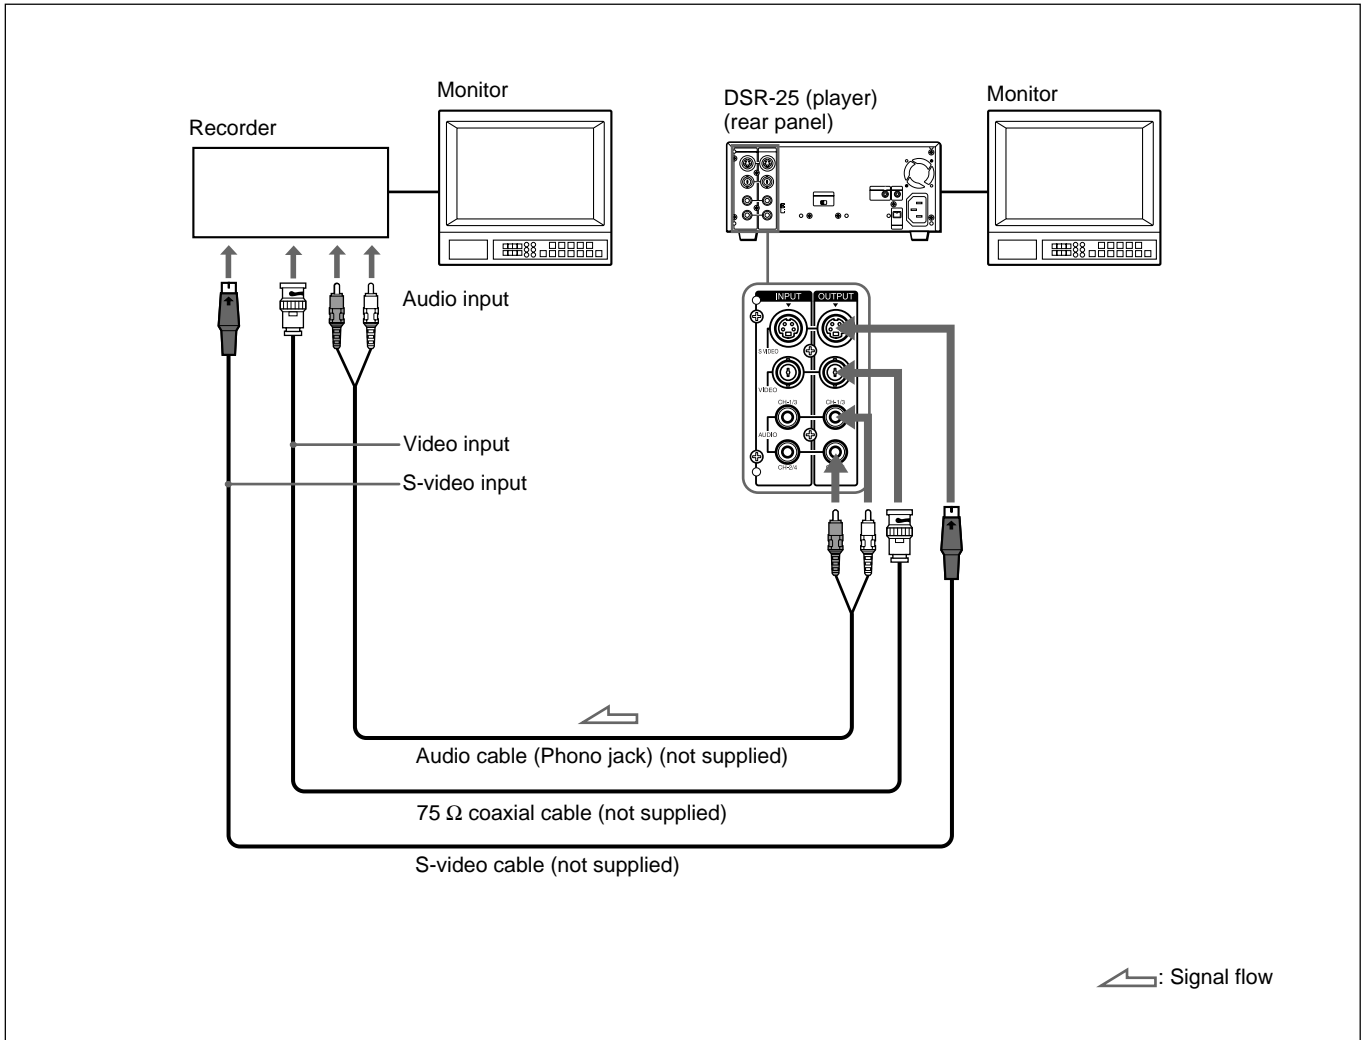 Monitor
Recorder
DSR-25 (player)
(rear panel)
Monitor
Audio input
INPUT
OUTPUT
S VIDEO
VIDEO
CH-1/3
CH-1/3
AUDIO
CH-2/4
Video input
S-video input
Audio cable (Phono jack) (not supplied)
75 Ω coaxial cable (not supplied)
S-video cable (not supplied)
: Signal flow